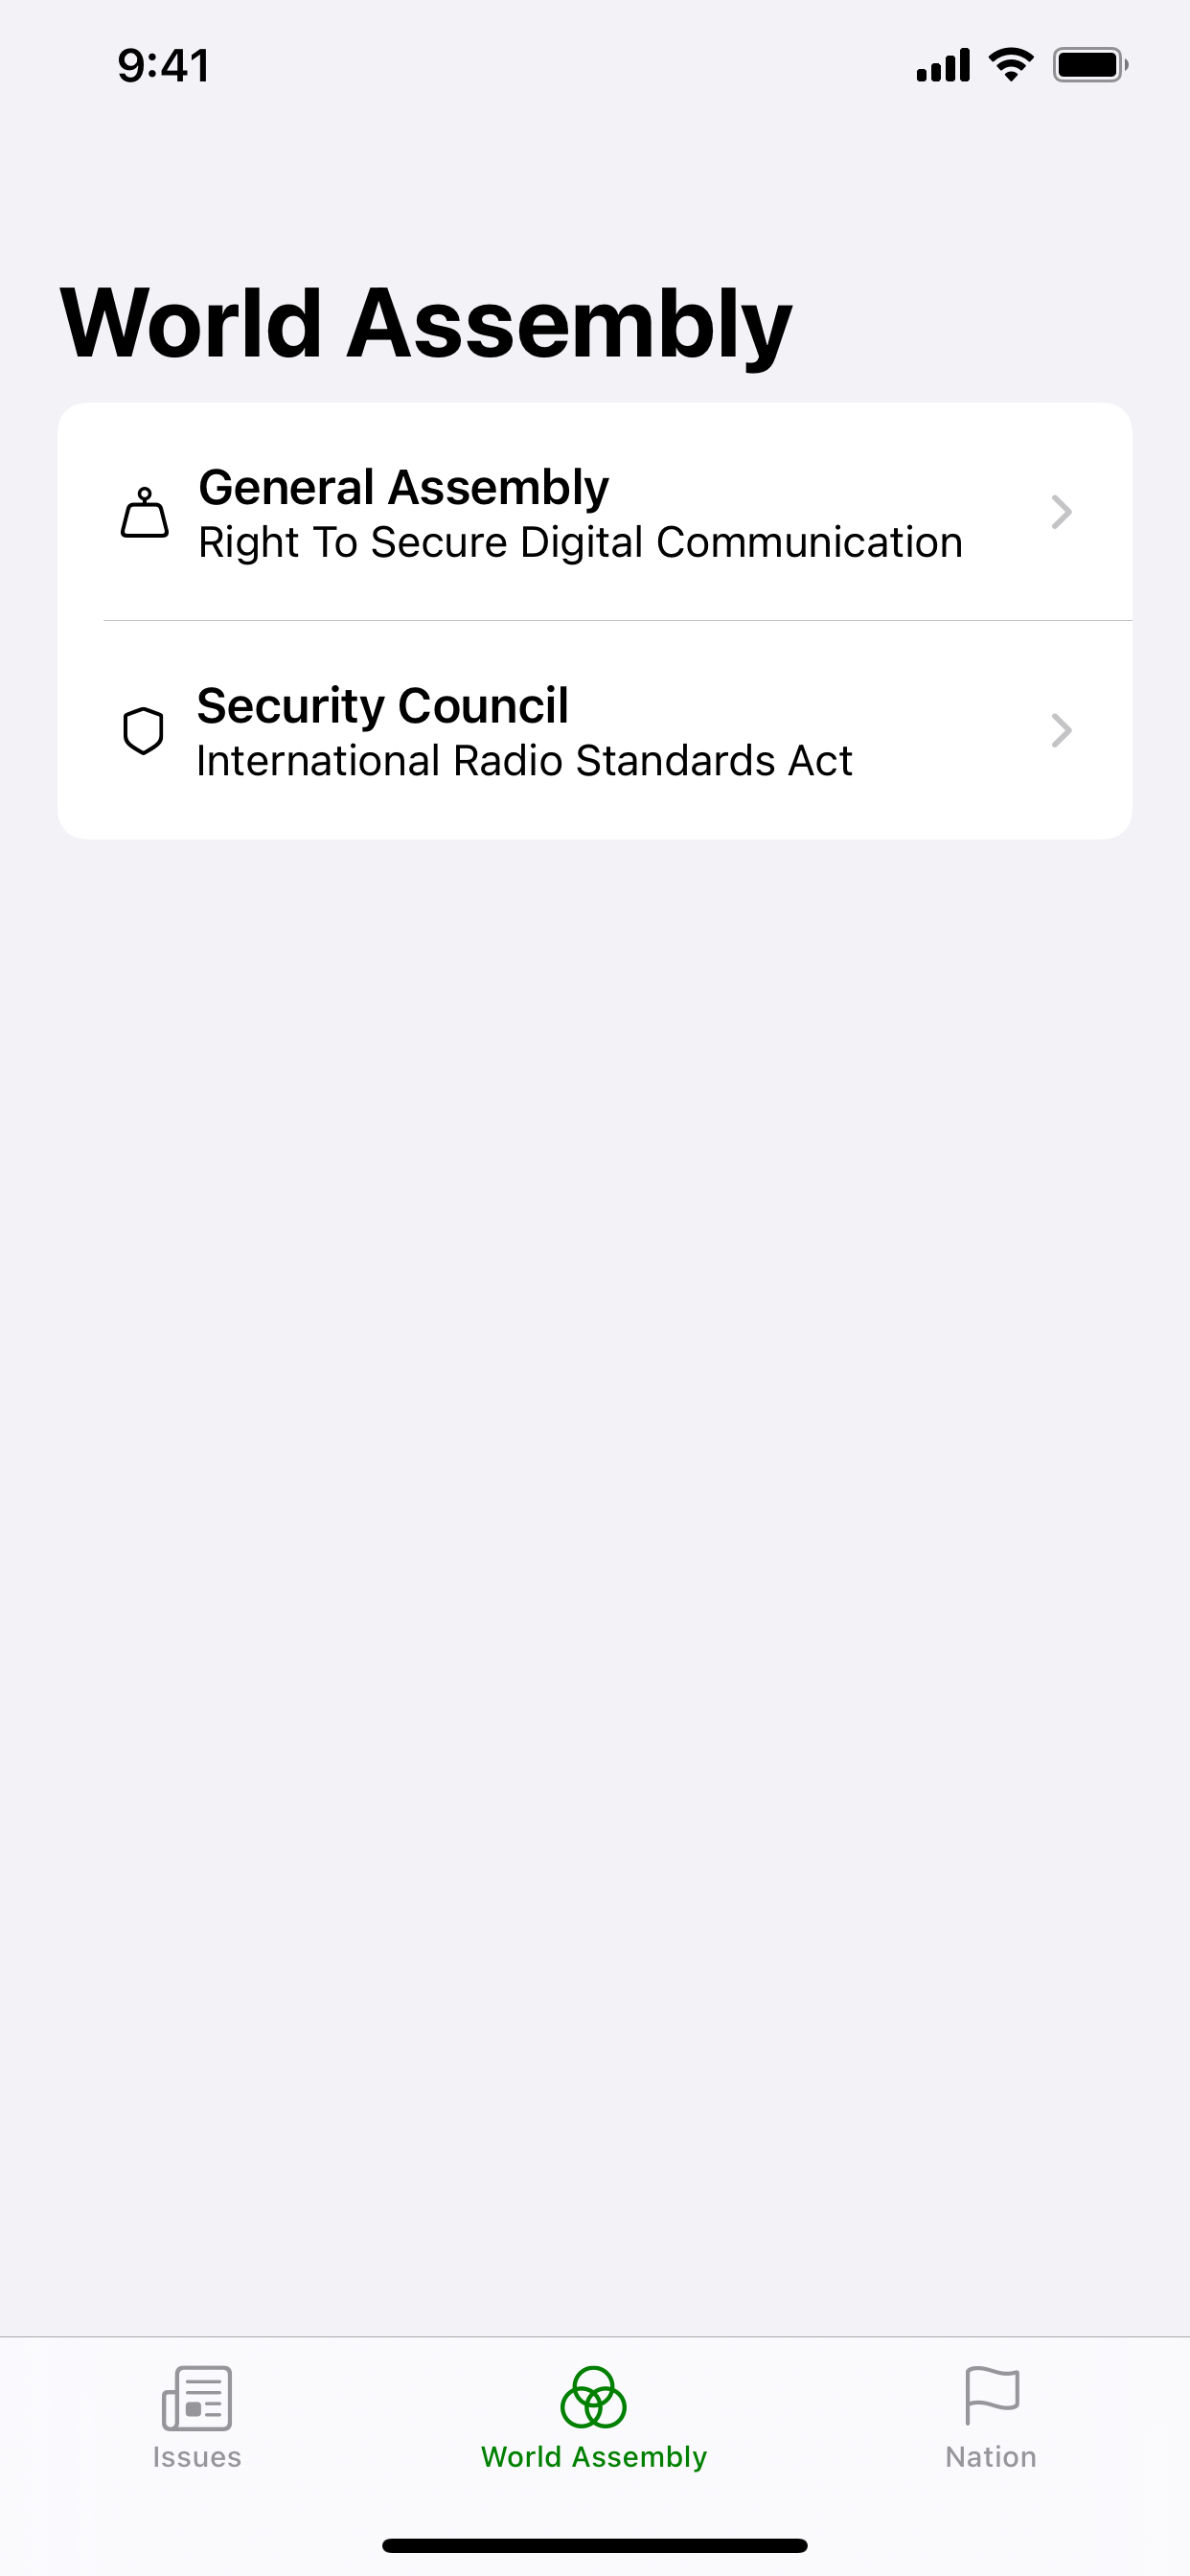 9:41
World Assembly
General Assembly
Right To Secure Digital Communication
Security Council
International Radio Standards Act
Issues
World Assembly
Nation